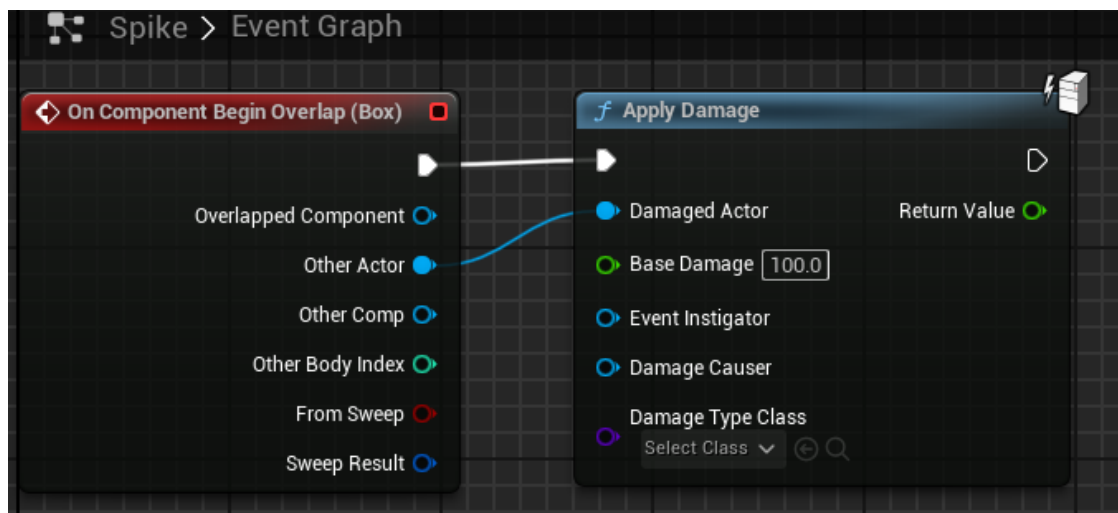 Spike > Event Graph
On Component Begin Overlap (Box)
Overlapped Component
Other Actor
Other Comp
Other Body Index
From Sweep
Sweep Result
f Apply Damage
Damaged Actor
Return Value
Base Damage 100.0
Event Instigator
Damage Causer
Damage Type Class
Select Class